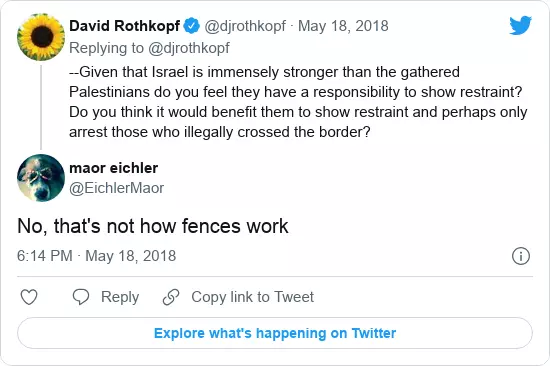 David Rothkopf @djrothkopf · May 18, 2018
Replying to @djrothkopf
--Given that Israel is immensely stronger than the gathered
Palestinians do you feel they have a responsibility to show restraint?
Do you think it would benefit them to show restraint and perhaps only
arrest those who illegally crossed the border?
maor eichler
@EichlerMaor
No, that's not how fences work
6:14 PM · May 18, 2018
Reply
Copy link to Tweet
Explore what's happening on Twitter